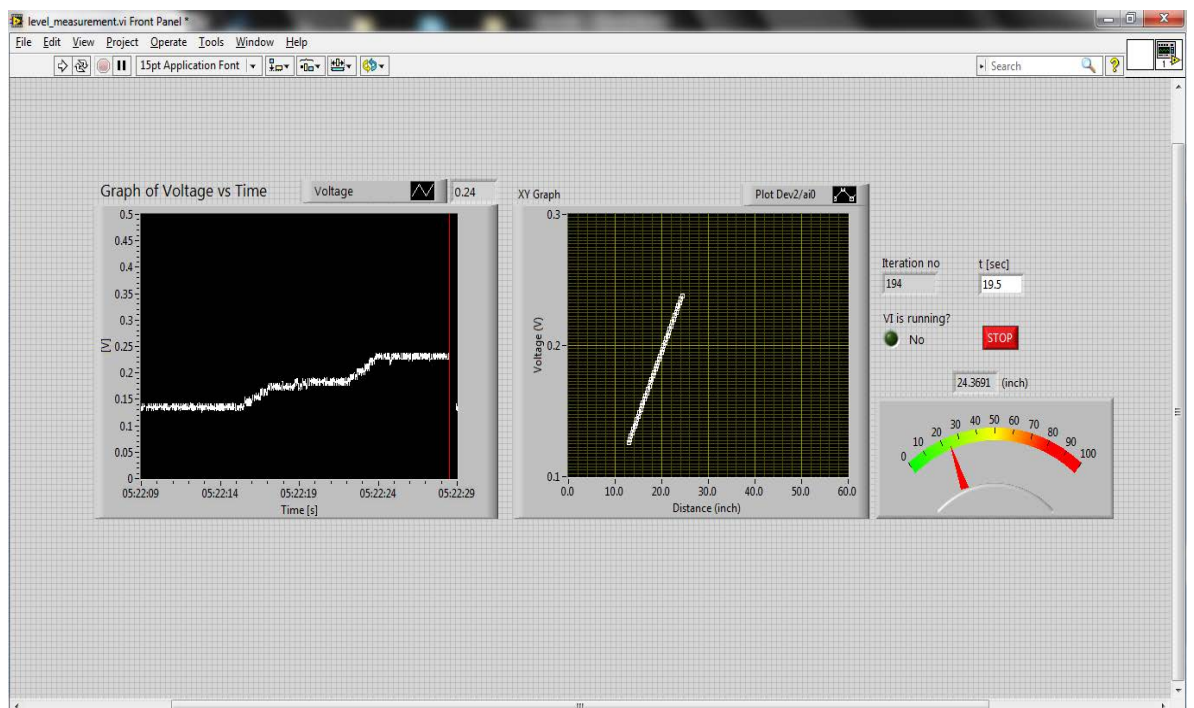 level_measurement.vi Front Panel *
File Edit View Project Operate Tools Window Help
15pt Application Font
Search
1
Graph of Voltage vs Time
Voltage
0.24
0.5
0.45
0.4
0.35
0.3
0.25
0.2
0.15
0.1
0.05
0
[V]
05:22:09 05:22:14 05:22:19 05:22:24 05:22:29
Time [s]
XY Graph
Plot Dev2/ai0
0.3
0.2
0.1
Voltage (V)
0.0 10.0 20.0 30.0 40.0 50.0 60.0
Distance (inch)
Iteration no
194
t [sec]
19.5
VI is running?
No
STOP
24.3691 (inch)
0 10 20 30 40 50 60 70 80 90 100